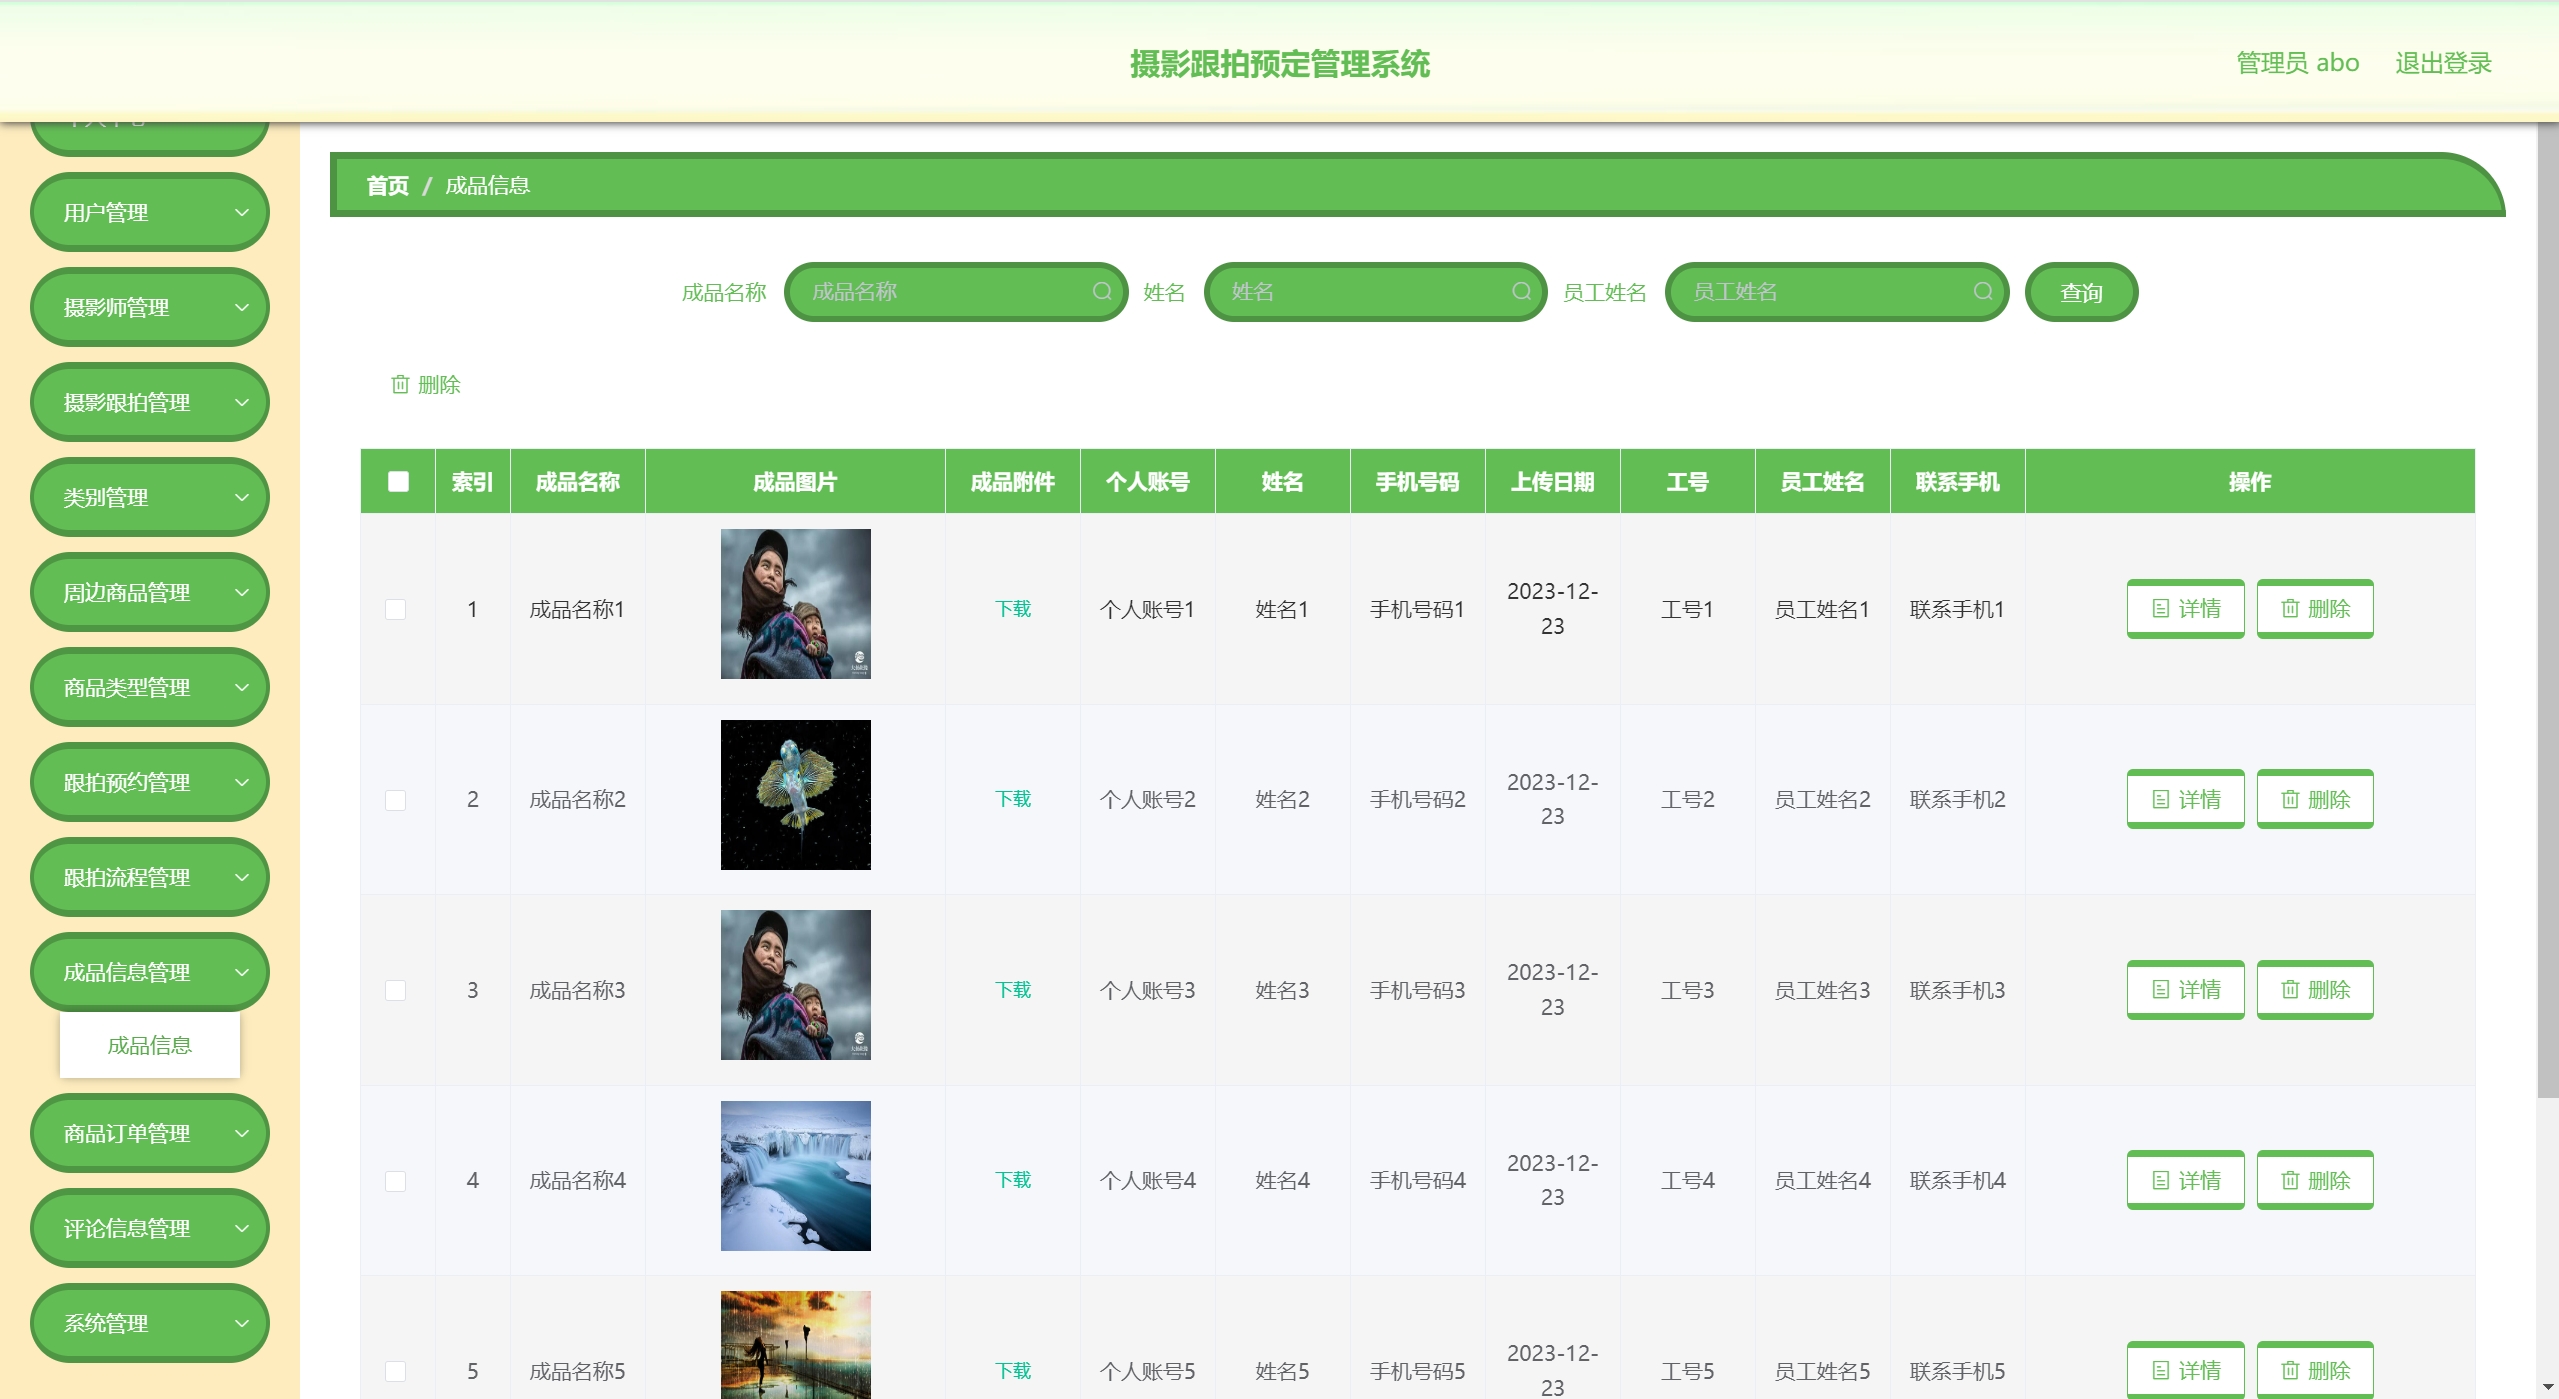 摄影跟拍预定管理系统
管理员 abo 退出登录
用户管理
摄影师管理
摄影跟拍管理
类别管理
周边商品管理
商品类型管理
跟拍预约管理
跟拍流程管理
成品信息管理
成品信息
商品订单管理
评论信息管理
系统管理
首页 / 成品信息
成品名称 成品名称 姓名 姓名 员工姓名 员工姓名 查询
删除
索引 成品名称 成品图片 成品附件 个人账号 姓名 手机号码 上传日期 工号 员工姓名 联系手机 操作
1 成品名称1 下载 个人账号1 姓名1 手机号码1 2023-12-23 工号1 员工姓名1 联系手机1 详情 删除
2 成品名称2 下载 个人账号2 姓名2 手机号码2 2023-12-23 工号2 员工姓名2 联系手机2 详情 删除
3 成品名称3 下载 个人账号3 姓名3 手机号码3 2023-12-23 工号3 员工姓名3 联系手机3 详情 删除
4 成品名称4 下载 个人账号4 姓名4 手机号码4 2023-12-23 工号4 员工姓名4 联系手机4 详情 删除
5 成品名称5 下载 个人账号5 姓名5 手机号码5 2023-12-23 工号5 员工姓名5 联系手机5 详情 删除